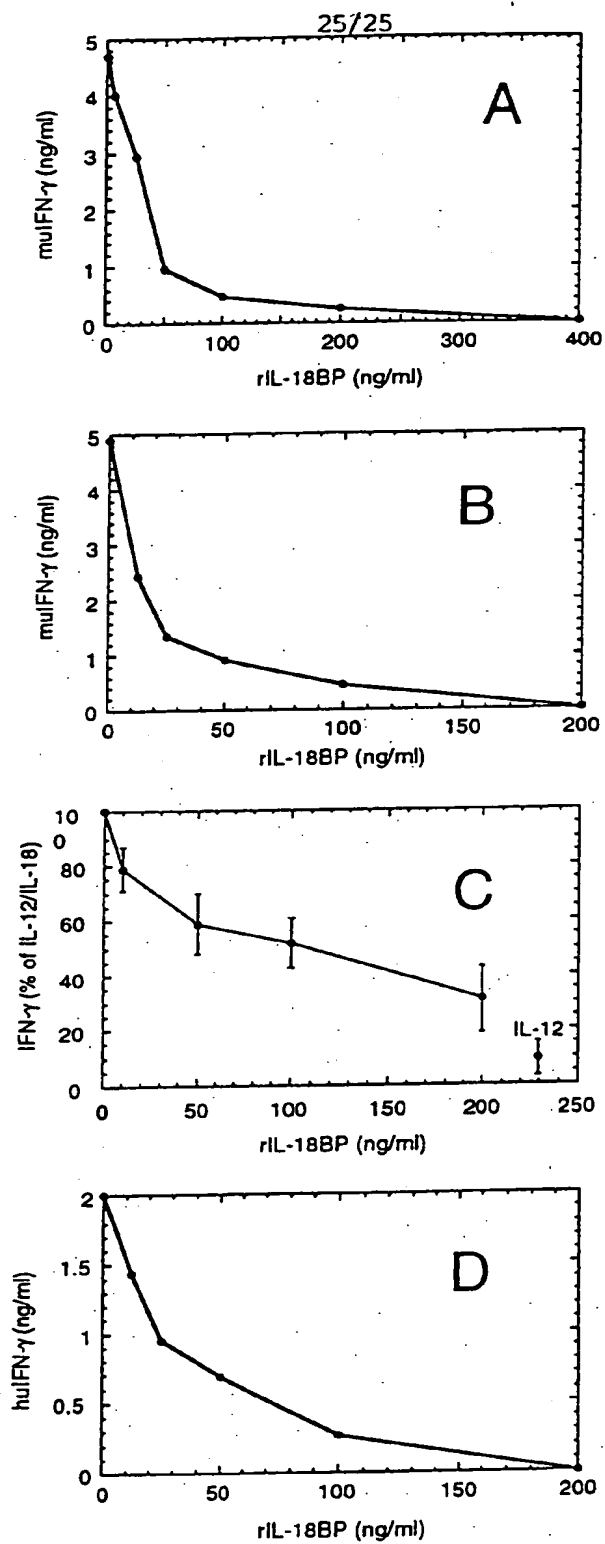 25/25
A
muIFN-γ (ng/ml)
5
4
3
2
1
0
0 100 200 300 400
rIL-18BP (ng/ml)
B
muIFN-γ (ng/ml)
5
4
3
2
1
0
0 50 100 150 200
rIL-18BP (ng/ml)
C
IFN-γ (% of IL-12/IL-18)
10
0
80
60
40
20
0
IL-12
0 50 100 150 200 250
rIL-18BP (ng/ml)
D
huIFN-γ (ng/ml)
2
1.5
1
0.5
0
0 50 100 150 200
rIL-18BP (ng/ml)